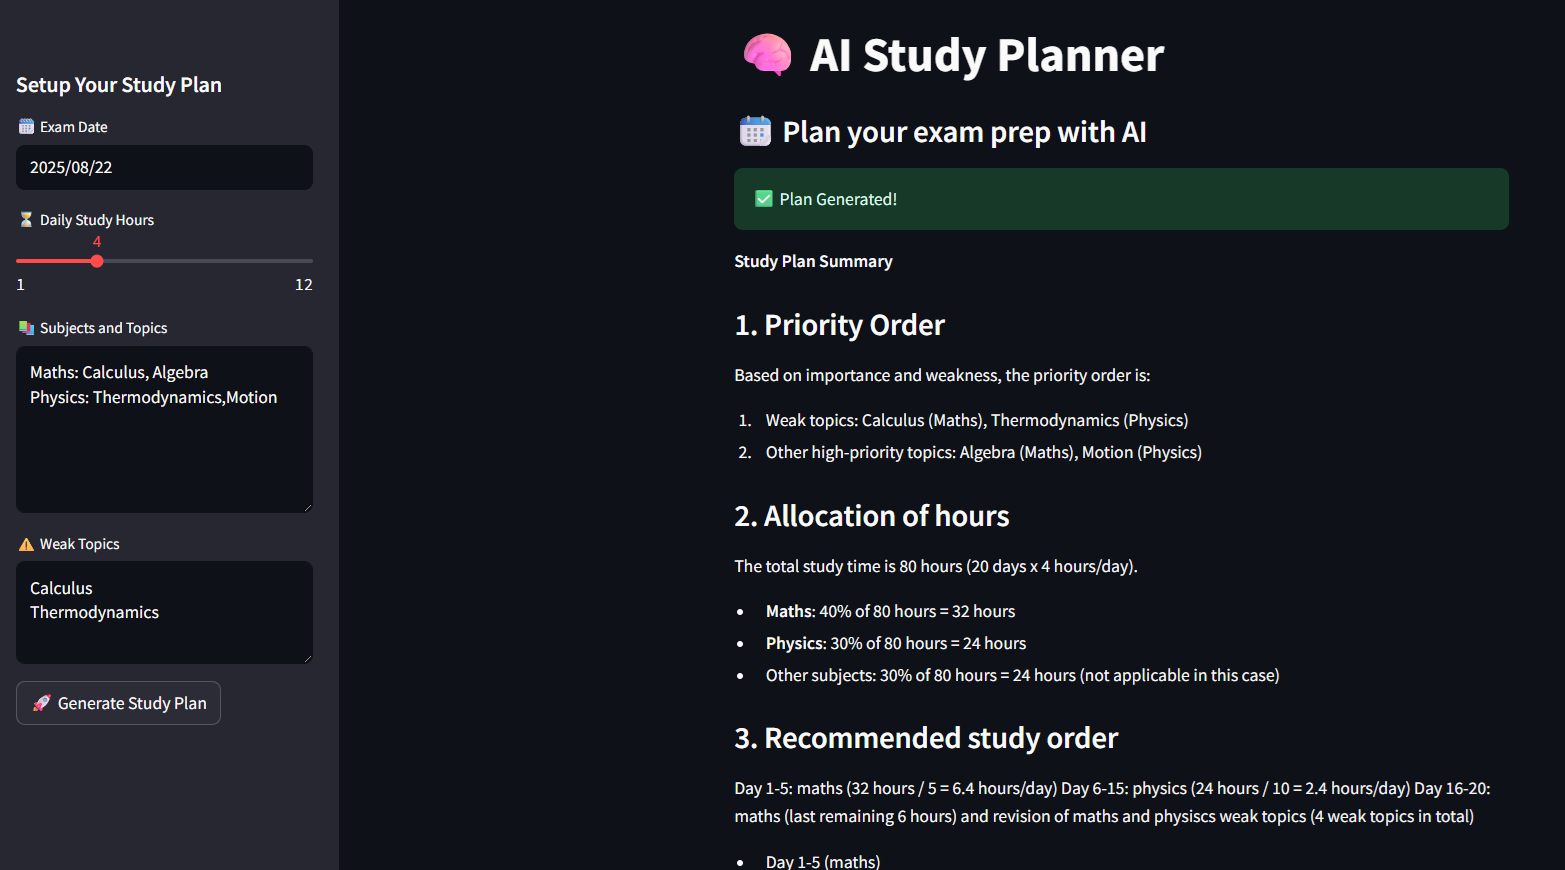 Setup Your Study Plan
Exam Date
2025/08/22
Daily Study Hours
4
1 12
Subjects and Topics
Maths: Calculus, Algebra
Physics: Thermodynamics,Motion
Weak Topics
Calculus
Thermodynamics
Generate Study Plan
AI Study Planner
Plan your exam prep with AI
Plan Generated!
Study Plan Summary
1. Priority Order
Based on importance and weakness, the priority order is:
1. Weak topics: Calculus (Maths), Thermodynamics (Physics)
2. Other high-priority topics: Algebra (Maths), Motion (Physics)
2. Allocation of hours
The total study time is 80 hours (20 days x 4 hours/day).
• Maths: 40% of 80 hours = 32 hours
• Physics: 30% of 80 hours = 24 hours
• Other subjects: 30% of 80 hours = 24 hours (not applicable in this case)
3. Recommended study order
Day 1-5: maths (32 hours / 5 = 6.4 hours/day) Day 6-15: physics (24 hours / 10 = 2.4 hours/day) Day 16-20:
maths (last remaining 6 hours) and revision of maths and physiscs weak topics (4 weak topics in total)
• Day 1-5 (maths)